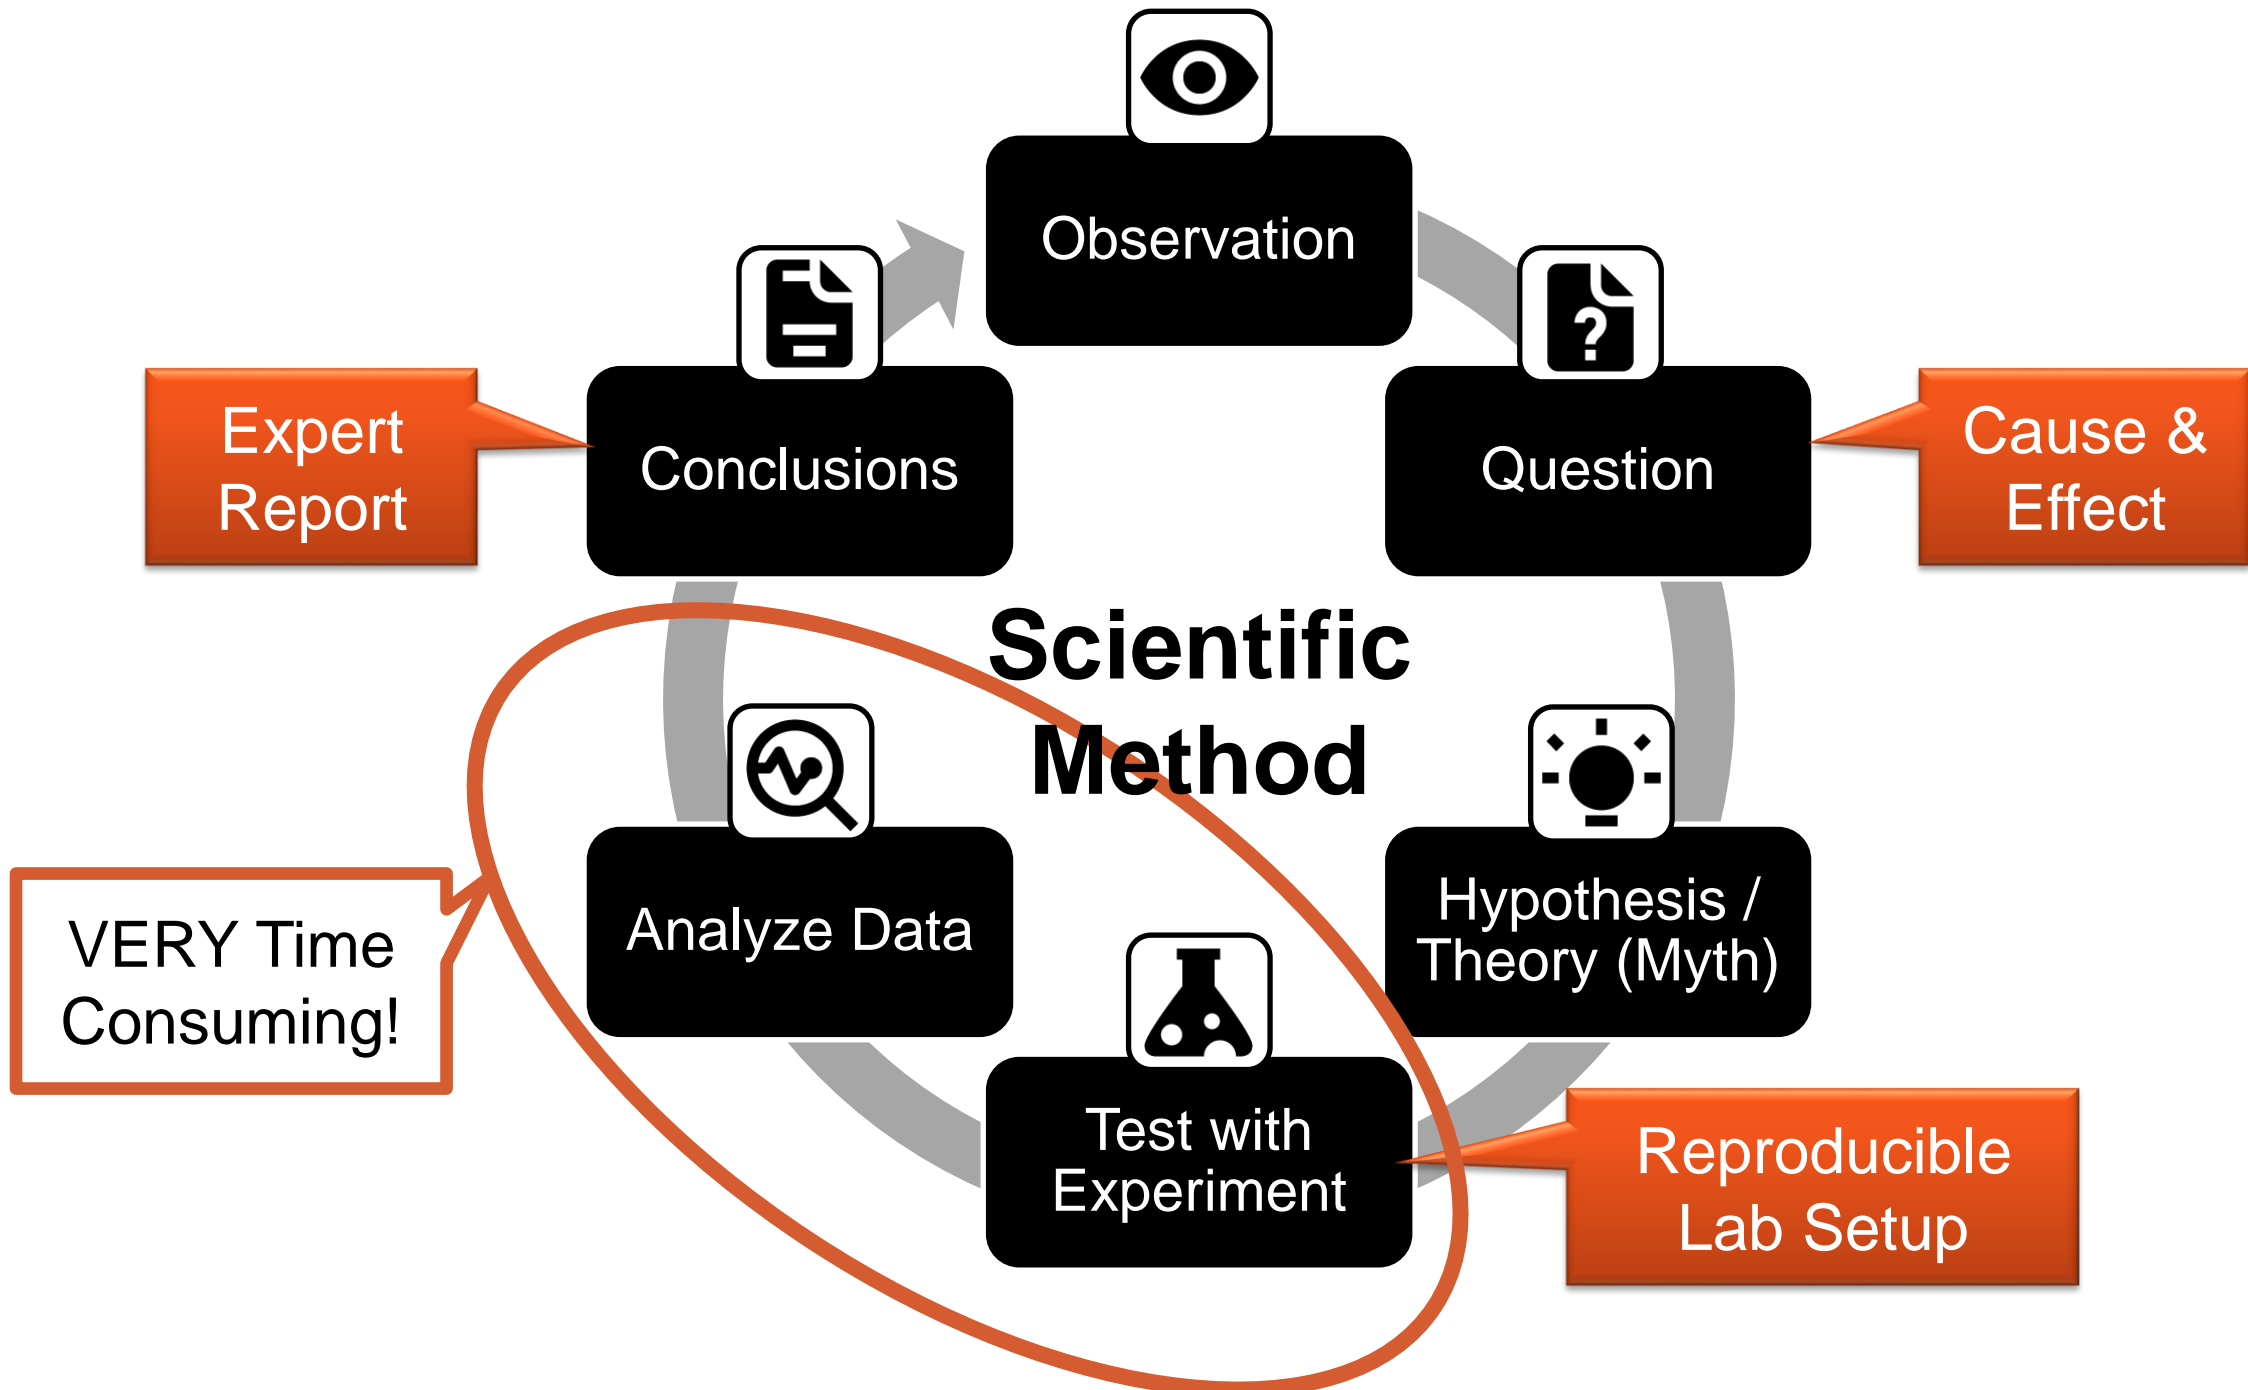 Observation
Expert
Report
Conclusions
?
Question
Cause &
Effect
Scientific
Method
VERY Time
Consuming!
Analyze Data
Hypothesis /
Theory (Myth)
Test with
Experiment
Reproducible
Lab Setup